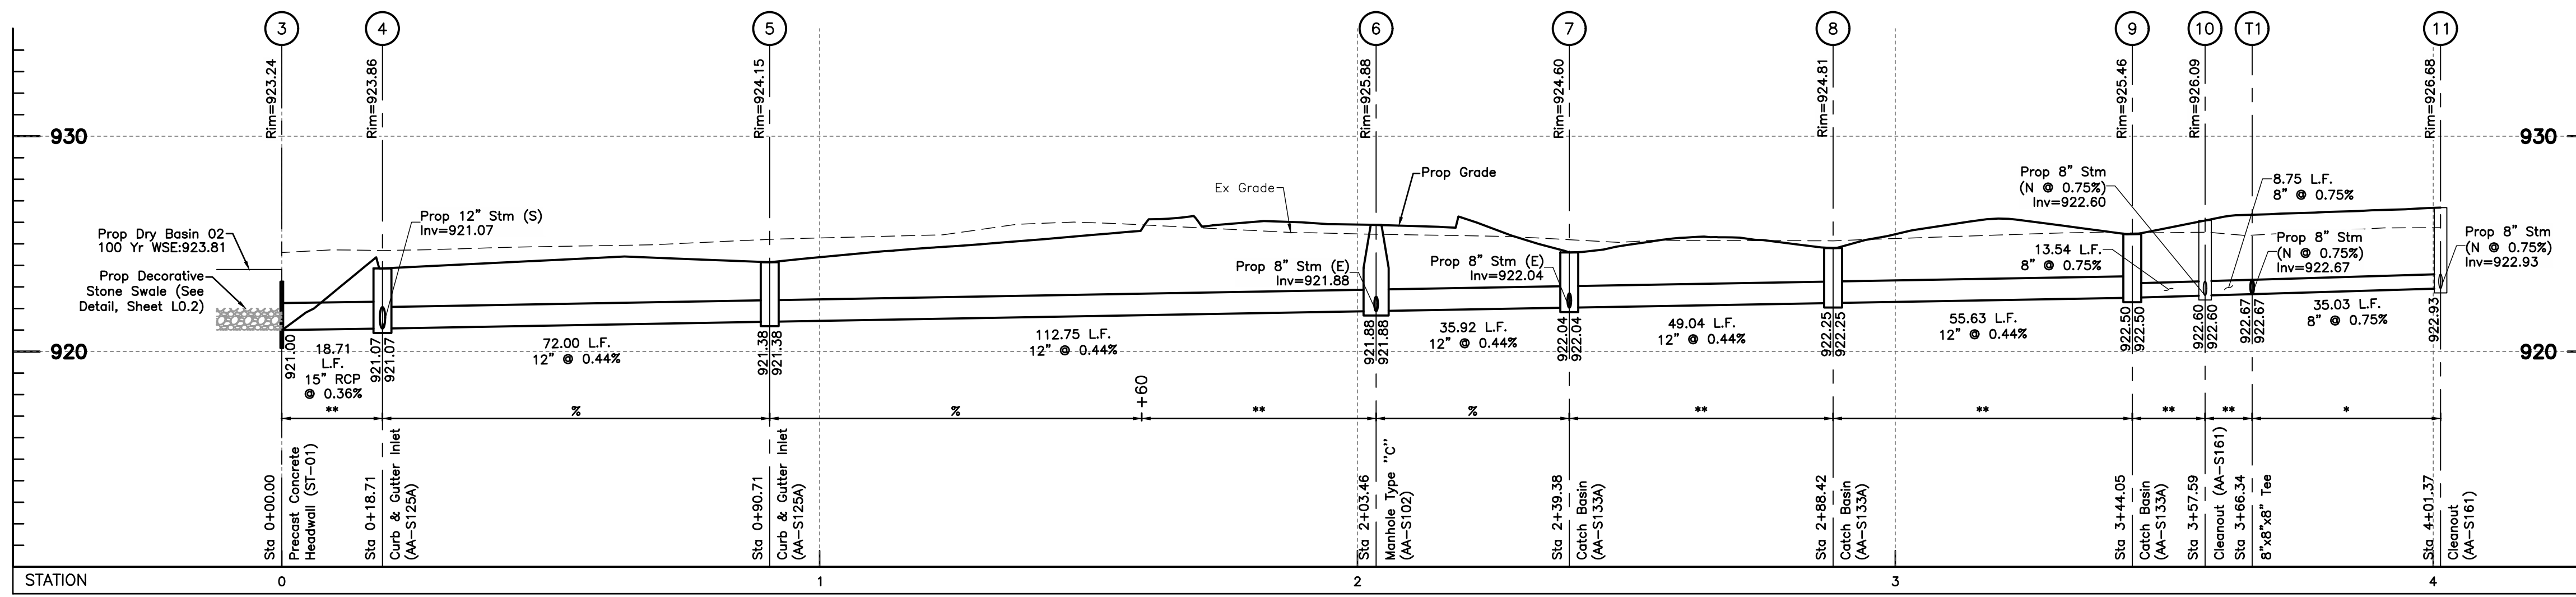 3
4
5
6
7
8
9
10
T1
11
Rim=923.24
Rim=923.86
Rim=924.15
Rim=925.88
Rim=924.60
Rim=924.81
Rim=925.46
Rim=926.09
Rim=926.68
930
930
Prop Dry Basin 02
100 Yr WSE:923.81
Prop Decorative
Stone Swale (See
Detail, Sheet L0.2)
Prop 12" Stm (S)
Inv=921.07
Ex Grade
Prop Grade
Prop 8" Stm (E)
Inv=921.88
Prop 8" Stm (E)
Inv=922.04
Prop 8" Stm
(N @ 0.75%)
Inv=922.60
8.75 L.F.
8" @ 0.75%
13.54 L.F.
8" @ 0.75%
Prop 8" Stm
(N @ 0.75%)
Inv=922.67
Prop 8" Stm
(N @ 0.75%)
Inv=922.93
920
920
921.00
18.71
L.F.
15" RCP
@ 0.36%
921.07
921.07
72.00 L.F.
12" @ 0.44%
921.38
921.38
112.75 L.F.
12" @ 0.44%
921.88
921.88
35.92 L.F.
12" @ 0.44%
922.04
922.04
49.04 L.F.
12" @ 0.44%
922.25
922.25
55.63 L.F.
12" @ 0.44%
922.50
922.50
922.60
922.60
922.67
922.67
35.03 L.F.
8" @ 0.75%
922.93
+60
**
%
%
**
%
**
**
**
**
*
Sta 0+00.00
Precast Concrete
Headwall (ST-01)
Sta 0+18.71
Curb & Gutter Inlet
(AA-S125A)
Sta 0+90.71
Curb & Gutter Inlet
(AA-S125A)
Sta 2+03.46
Manhole Type "C"
(AA-S102)
Sta 2+39.38
Catch Basin
(AA-S133A)
Sta 2+88.42
Catch Basin
(AA-S133A)
Sta 3+44.05
Catch Basin
(AA-S133A)
Sta 3+57.59
Cleanout (AA-S161)
Sta 3+66.34
8"x8"x8" Tee
Sta 4+01.37
Cleanout
(AA-S161)
STATION
0
1
2
3
4